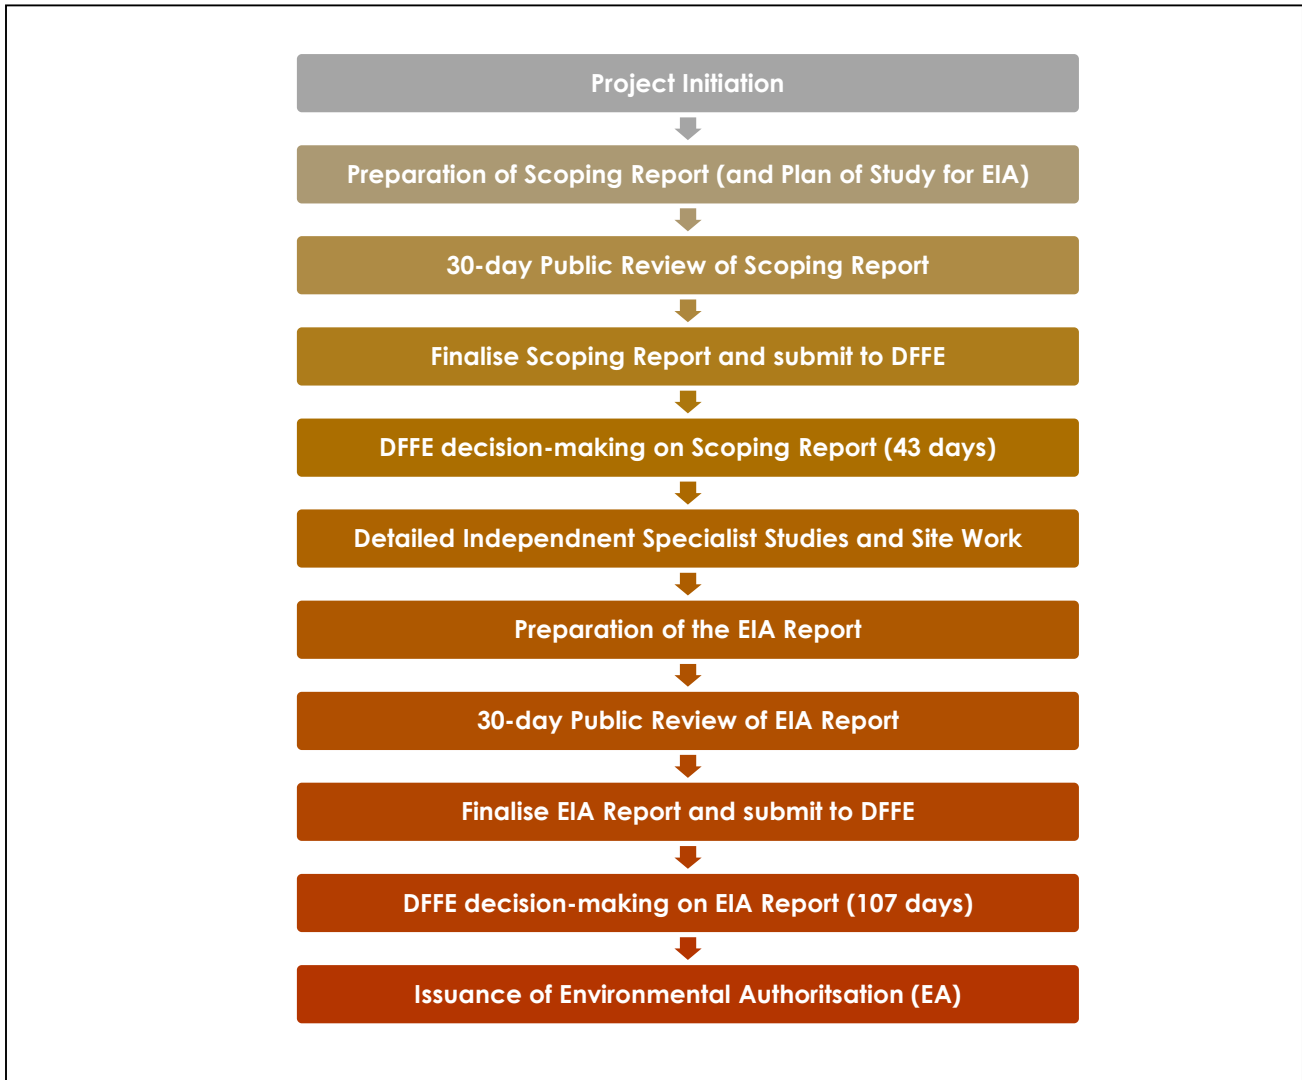 Project Initiation
Preparation of Scoping Report (and Plan of Study for EIA)
30-day Public Review of Scoping Report
Finalise Scoping Report and submit to DFFE
DFFE decision-making on Scoping Report (43 days)
Detailed Independnent Specialist Studies and Site Work
Preparation of the EIA Report
30-day Public Review of EIA Report
Finalise EIA Report and submit to DFFE
DFFE decision-making on EIA Report (107 days)
Issuance of Environmental Authoritsation (EA)